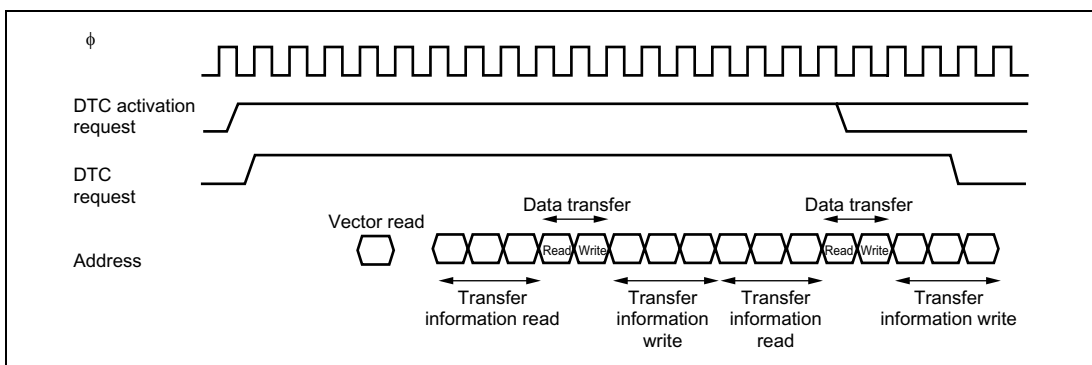 ϕ
DTC activation
request
DTC
request
Data transfer
Data transfer
Vector read
Address
Read
Write
Read
Write
Transfer
information read
Transfer
information
write
Transfer
information
read
Transfer
information write